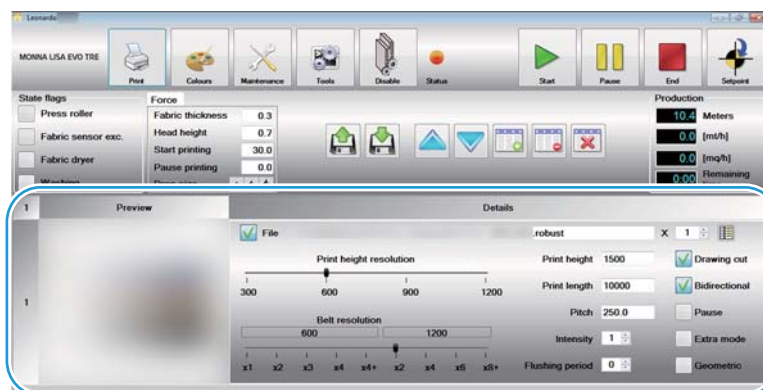 Leonardo
MONNA LISA EVO TRE
Print Colours Maintenance Tools Disable Status Start Pause End Setpoint
State flags Force Production
Press roller Fabric thickness 0.3 10.4 Meters
Fabric sensor exc. Head height 0.7 0.0 [mt/h]
Start printing 30.0
Fabric dryer Pause printing 0.0 0.0 [mq/h]
Washing 0:00 Remaining
1 Preview Details
File .robust X 1
Print height resolution Print height 1500 Drawing cut
300 600 900 1200 Print length 10000 Bidirectional
1 Belt resolution Pitch 250.0 Pause
600 1200 Intensity 1 Extra mode
x1 x2 x3 x4 x4+ x2 x4 x6 x8+ Flushing period 0 Geometric